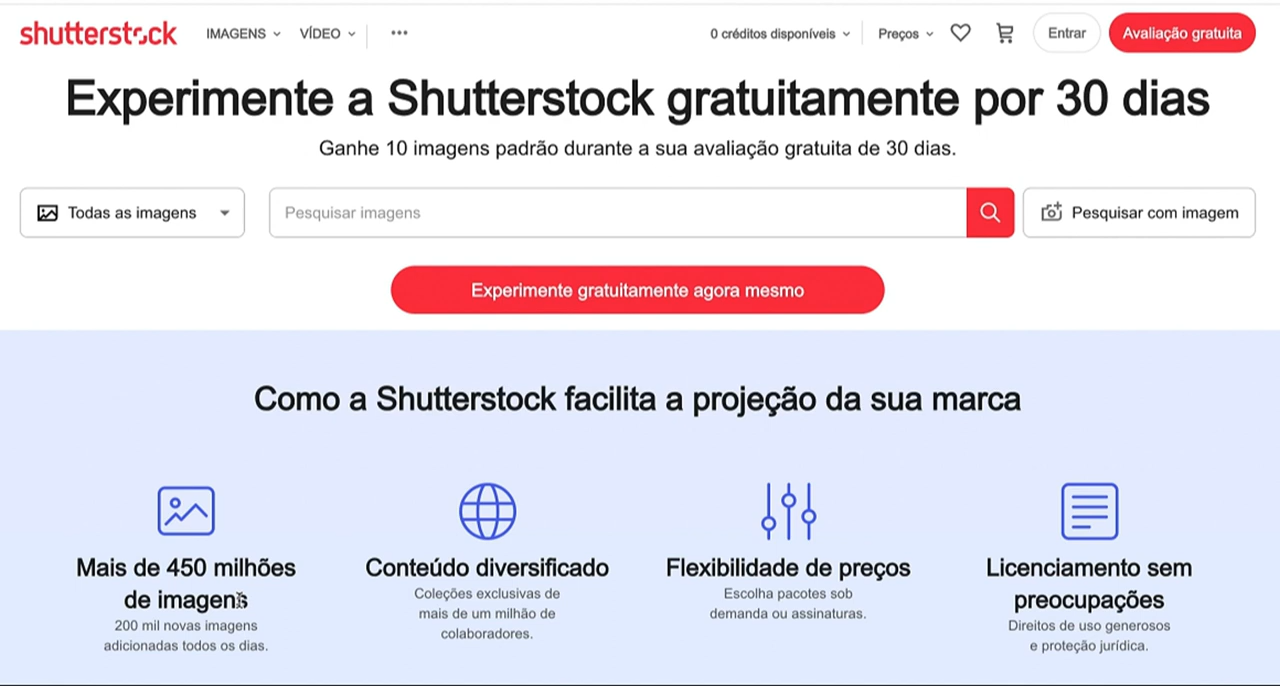 shutterstock IMAGENS VÍDEO ••• 0 créditos disponíveis Preços Entrar Avaliação gratuita
Experimente a Shutterstock gratuitamente por 30 dias
Ganhe 10 imagens padrão durante a sua avaliação gratuita de 30 dias.
Todas as imagens Pesquisar imagens Pesquisar com imagem
Experimente gratuitamente agora mesmo
Como a Shutterstock facilita a projeção da sua marca
Mais de 450 milhões
de imagens
200 mil novas imagens
adicionadas todos os dias.
Conteúdo diversificado
Coleções exclusivas de
mais de um milhão de
colaboradores.
Flexibilidade de preços
Escolha pacotes sob
demanda ou assinaturas.
Licenciamento sem
preocupações
Direitos de uso generosos
e proteção jurídica.